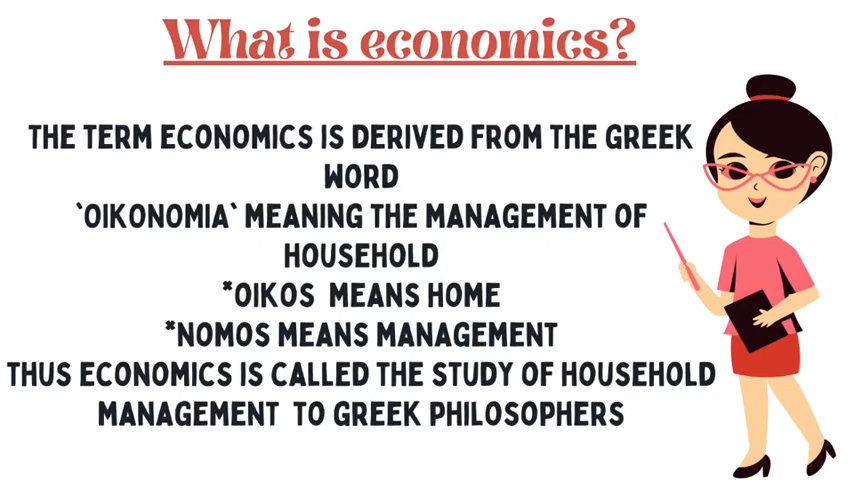 What is economics?
THE TERM ECONOMICS IS DERIVED FROM THE GREEK
WORD
`OIKONOMIA` MEANING THE MANAGEMENT OF
HOUSEHOLD
*OIKOS MEANS HOME
*NOMOS MEANS MANAGEMENT
THUS ECONOMICS IS CALLED THE STUDY OF HOUSEHOLD
MANAGEMENT TO GREEK PHILOSOPHERS